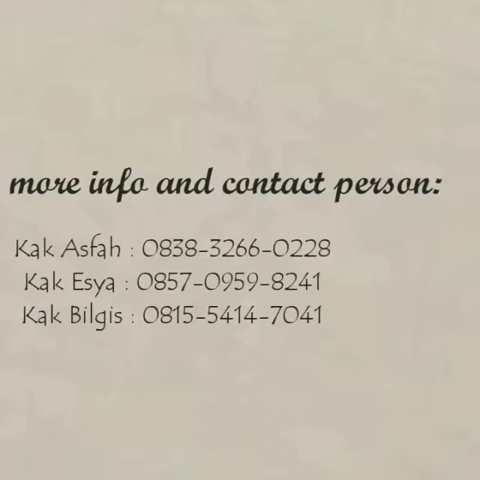 more info and contact person:
Kak Asfah : 0838-3266-0228
Kak Esya : 0857-0959-8241
Kak Bilgis : 0815-5414-7041